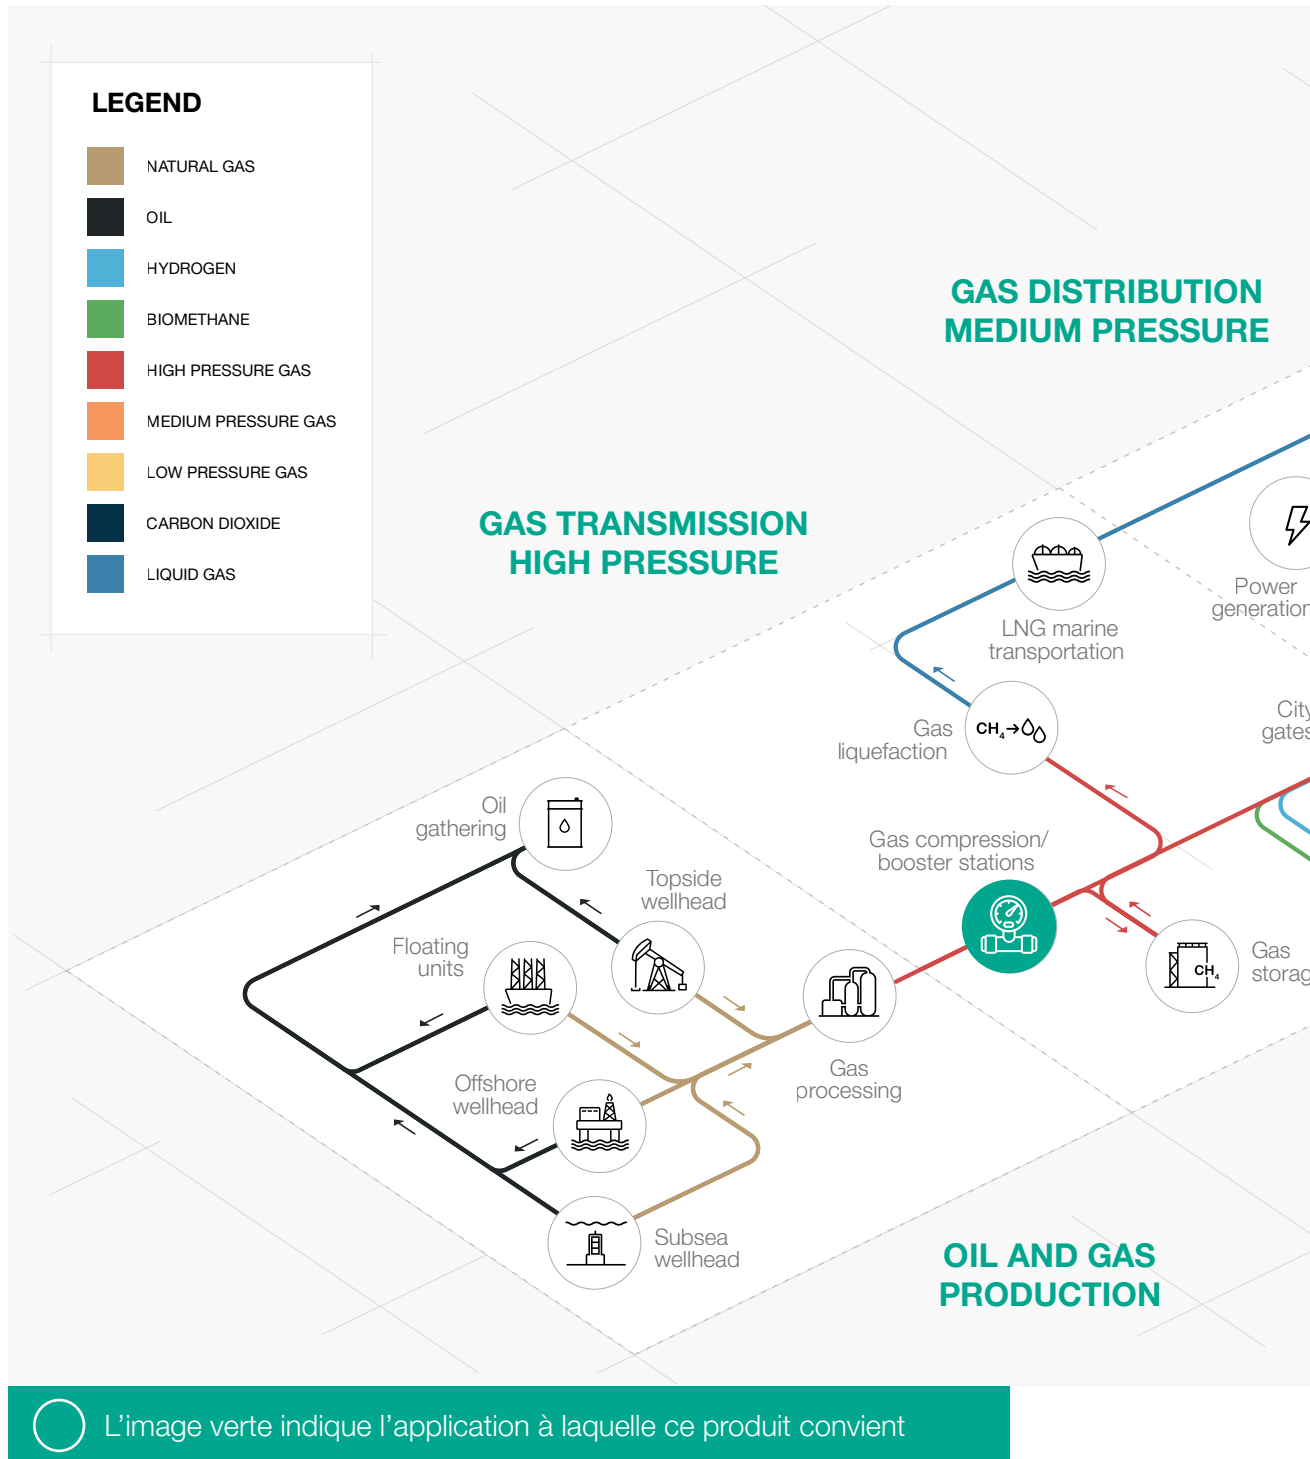 LEGEND
NATURAL GAS
OIL
HYDROGEN
BIOMETHANE
HIGH PRESSURE GAS
MEDIUM PRESSURE GAS
LOW PRESSURE GAS
CARBON DIOXIDE
LIQUID GAS
GAS DISTRIBUTION
MEDIUM PRESSURE
GAS TRANSMISSION
HIGH PRESSURE
Power
generation
LNG marine
transportation
City
gates
Gas
liquefaction
CH₄→
Oil
gathering
Gas compression/
booster stations
Topside
wellhead
Floating
units
Gas
storag
CH₄
Gas
processing
Offshore
wellhead
Subsea
wellhead
OIL AND GAS
PRODUCTION
L’image verte indique l’application à laquelle ce produit convient